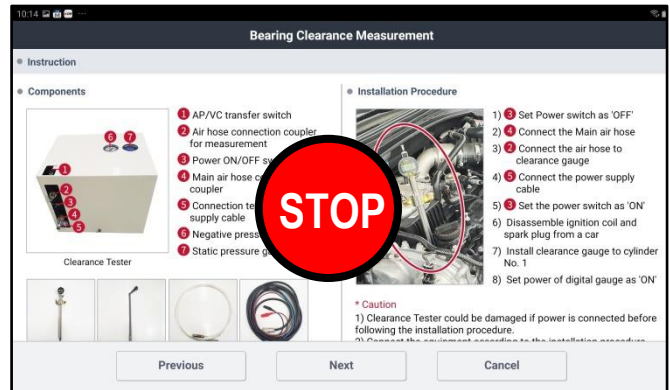 10:14
Bearing Clearance Measurement
Instruction
Components
1 AP/VC transfer switch
2 Air hose connection coupler
for measurement
3 Power ON/OFF
4 Main air hose
coupler
5 Connection
supply cable
6 Negative
7 Static pressure
6 7
1
2
3
4
5
Clearance Tester
STOP
Installation Procedure
1) 3 Set Power switch as 'OFF'
2) 4 Connect the Main air hose
3) 2 Connect the air hose to
clearance gauge
4) 5 Connect the power supply
cable
5) 3 Set the power switch as 'ON'
6) Disassemble ignition coil and
spark plug from a car
7) Install clearance gauge to cylinder
No. 1
8) Set power of digital gauge as 'ON'
* Caution
1) Clearance Tester could be damaged if power is connected before
following the installation procedure.
Previous
Next
Cancel